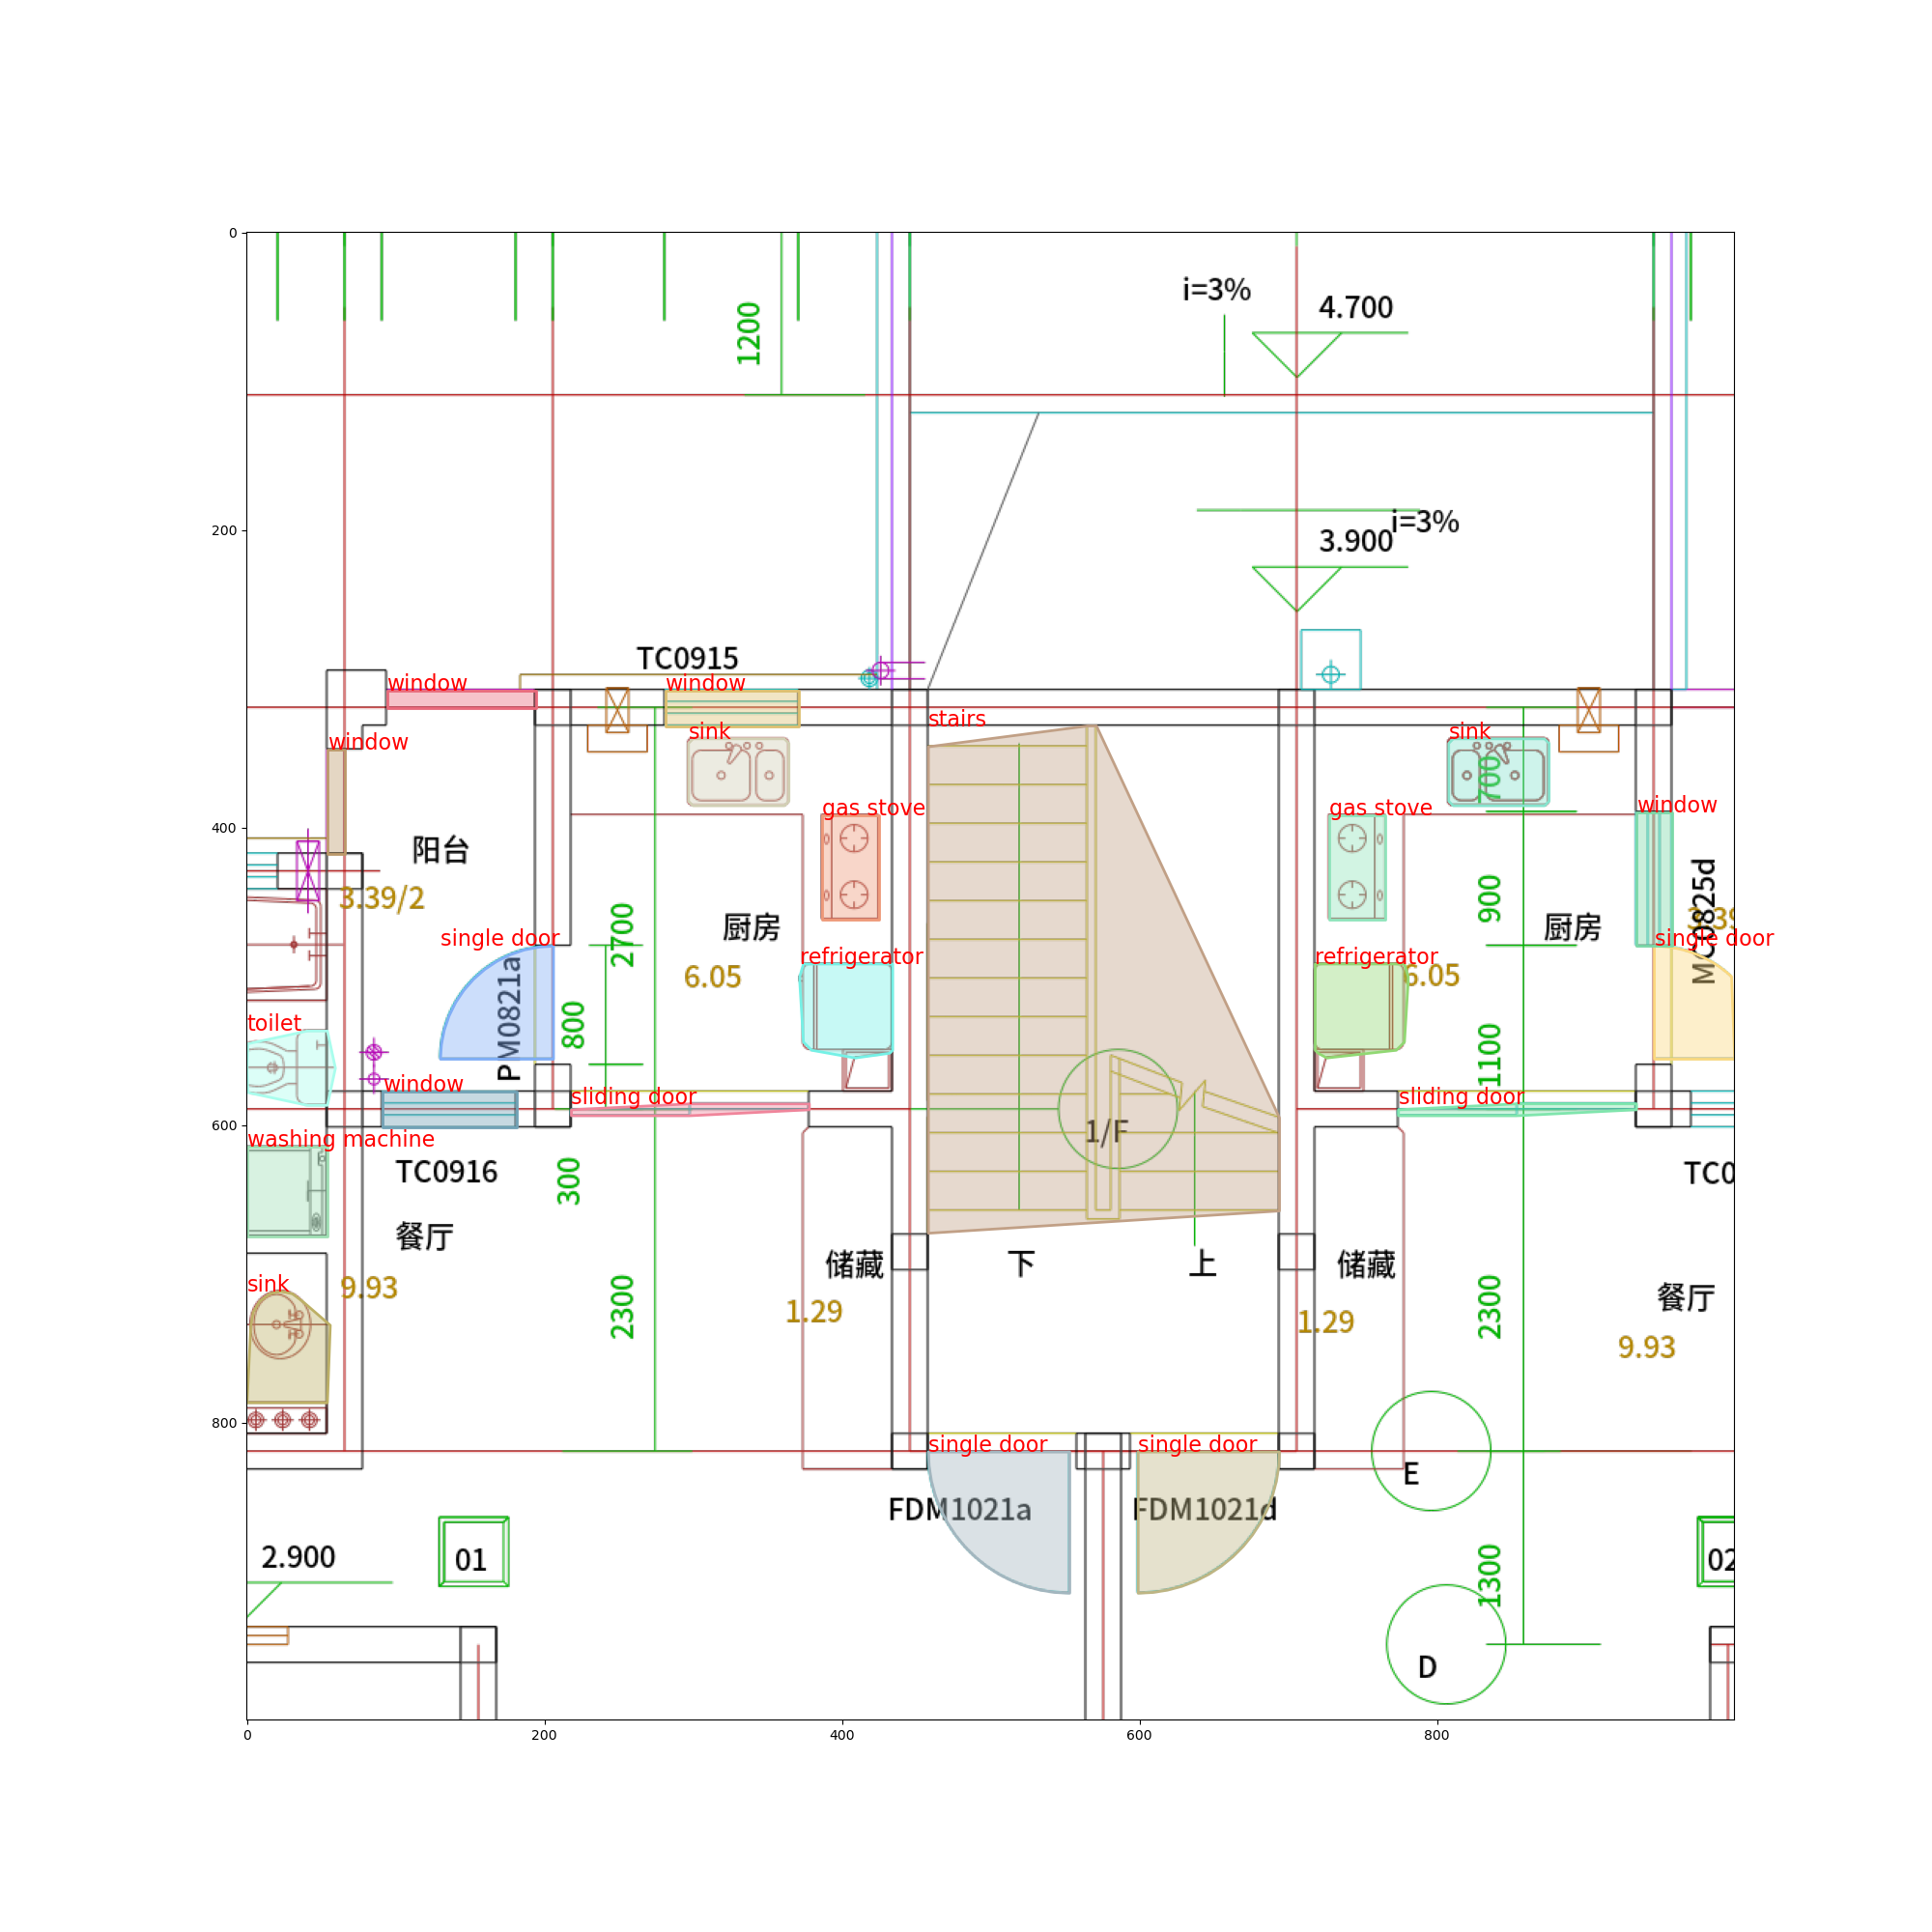 0
i=3%
4.700
1200
200
i=3%
3.900
TC0915
window
window
stairs
sink
sink
window
700
gas stove
gas stove
window
400
阳台
3.39/2
900
MC0825d
3.39
2700
厨房
厨房
single door
single door
refrigerator
refrigerator
6.05
6.05
PM0821a
800
toilet
1100
window
sliding door
sliding door
600
1/F
washing machine
TC0916
300
TC0
餐厅
储藏
下
上
储藏
sink
9.93
2300
1.29
1.29
2300
餐厅
9.93
800
single door
single door
E
FDM1021a
FDM1021d
2.900
01
02
1300
D
0
200
400
600
800